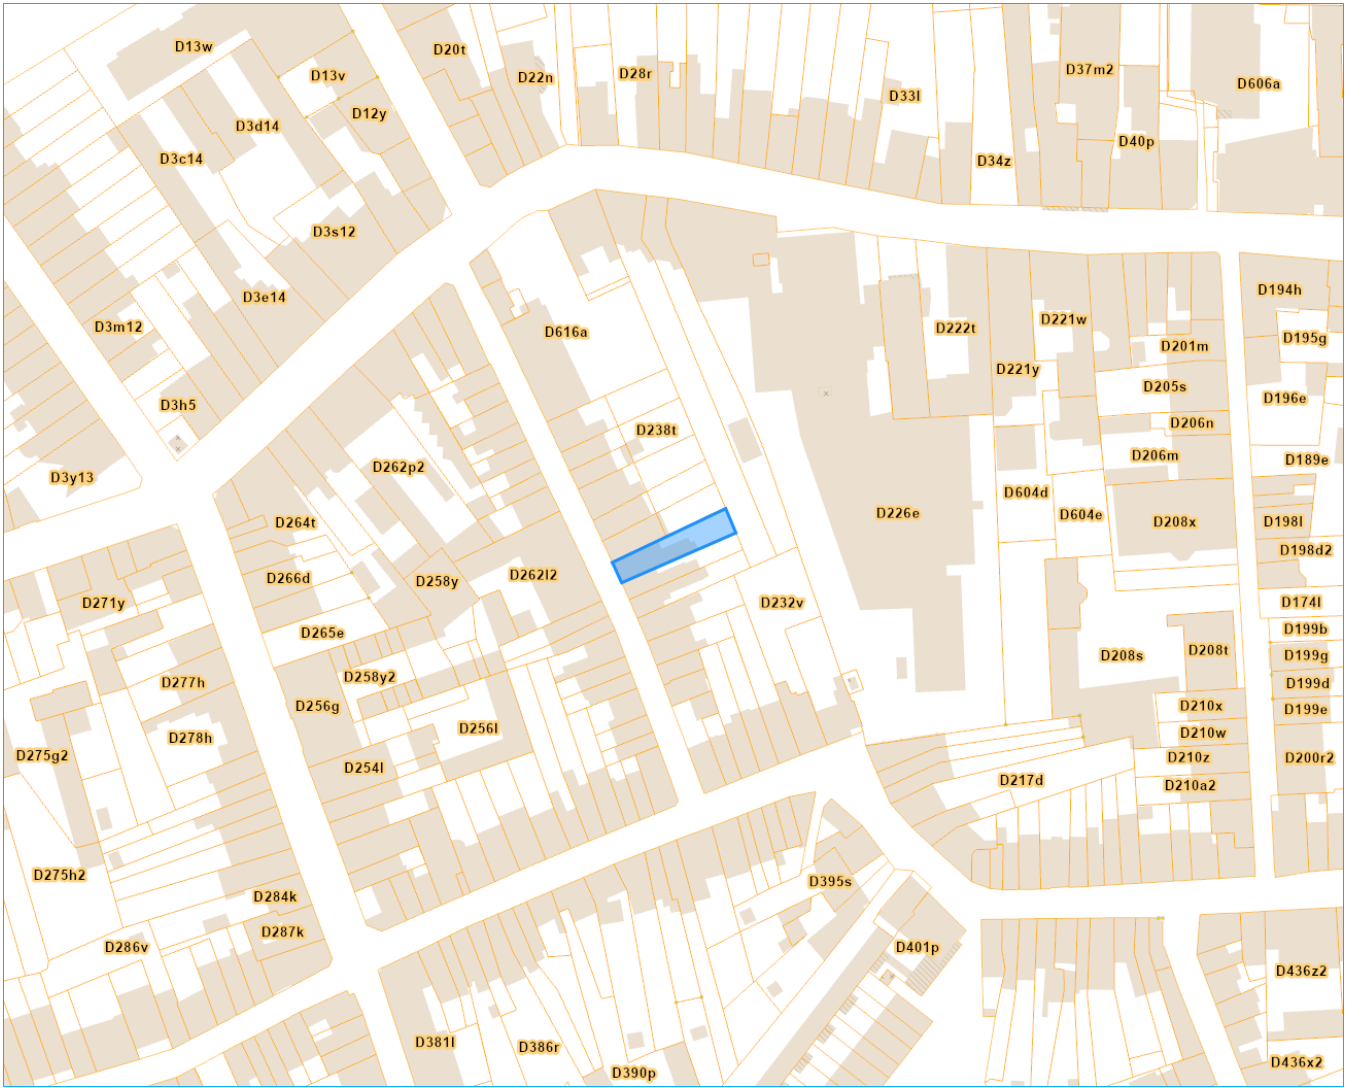 D13w
D20t
D13v
D22n
D28r
D37m2
D606a
D33l
D12y
D3d14
D40p
D3c14
D34z
D3s12
D3e14
D194h
D3m12
D616a
D222t
D221w
D195g
D201m
D221y
D205s
D196e
D3h5
D206n
D238t
D206m
D189e
D262p2
D3y13
D604d
D226e
D604e
D208x
D198l
D264t
D198d2
D266d
D258y
D262l2
D271y
D232v
D174l
D265e
D199b
D208s
D208t
D199g
D258y2
D277h
D199d
D256g
D210x
D199e
D256l
D210w
D278h
D275g2
D210z
D200r2
D254l
D217d
D210a2
D275h2
D395s
D284k
D287k
D286v
D401p
D436z2
D381l
D386r
D390p
D436x2